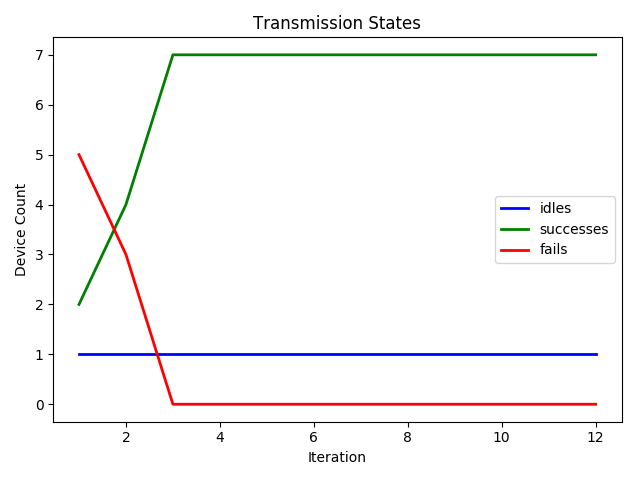 Transmission States
Device Count
7
6
5
4
3
2
1
0
idles
successes
fails
2 4 6 8 10 12
Iteration